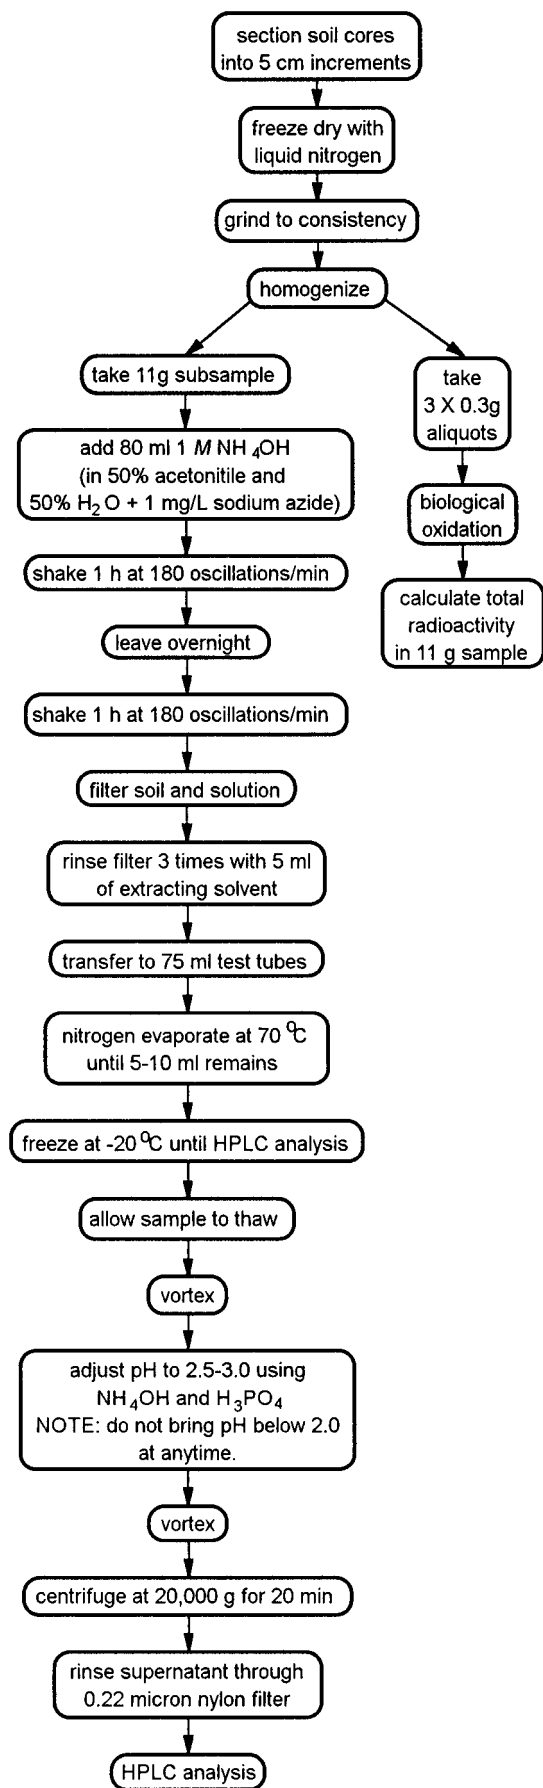 section soil cores
into 5 cm increments
freeze dry with
liquid nitrogen
grind to consistency
homogenize
take 11g subsample
add 80 ml 1 M NH4OH
(in 50% acetonitile and
50% H2O + 1 mg/L sodium azide)
shake 1 h at 180 oscillations/min
leave overnight
shake 1 h at 180 oscillations/min
filter soil and solution
rinse filter 3 times with 5 ml
of extracting solvent
transfer to 75 ml test tubes
nitrogen evaporate at 70 ºC
until 5-10 ml remains
freeze at -20 ºC until HPLC analysis
allow sample to thaw
vortex
adjust pH to 2.5-3.0 using
NH4OH and H3PO4
NOTE: do not bring pH below 2.0
at anytime.
vortex
centrifuge at 20,000 g for 20 min
rinse supernatant through
0.22 micron nylon filter
HPLC analysis
take
3 X 0.3g
aliquots
biological
oxidation
calculate total
radioactivity
in 11 g sample